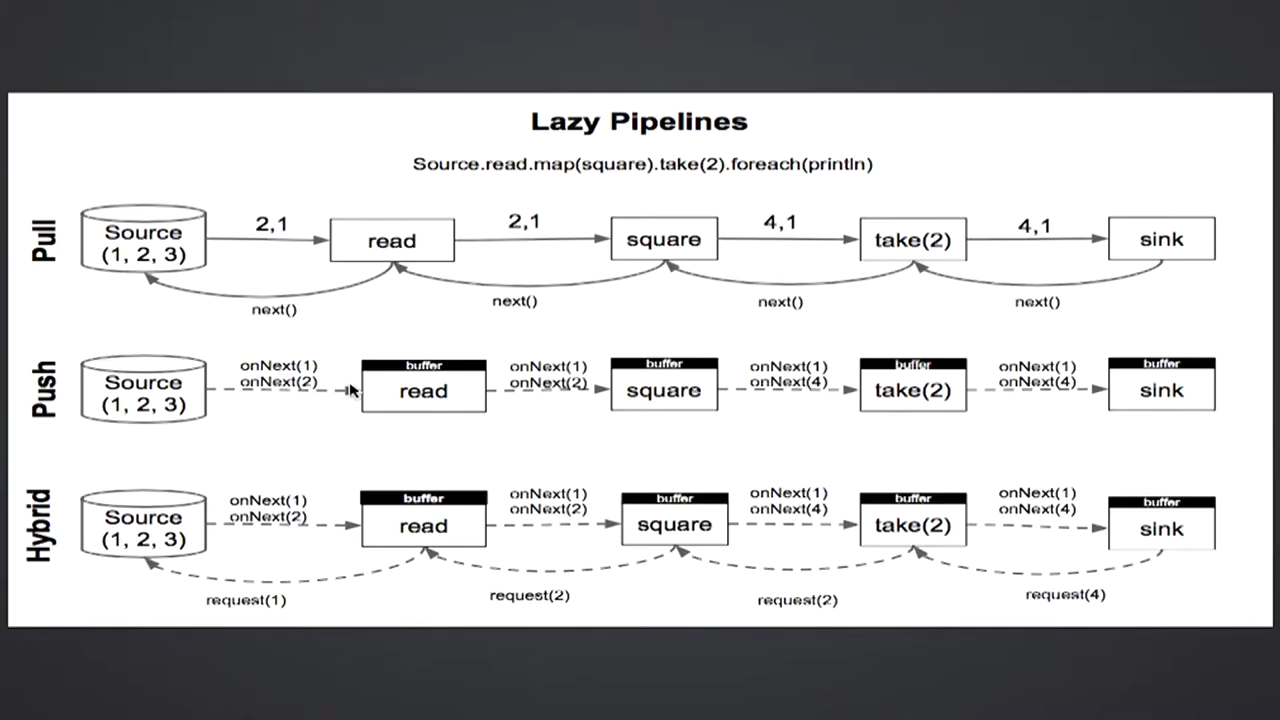 Lazy Pipelines
Source.read.map(square).take(2).foreach(println)
Pull
Source
(1, 2, 3)
2,1
read
2,1
square
4,1
take(2)
4,1
sink
next()
next()
next()
next()
Push
Source
(1, 2, 3)
onNext(1)
onNext(2)
buffer
read
onNext(1)
onNext(2)
buffer
square
onNext(1)
onNext(4)
buffer
take(2)
onNext(1)
onNext(4)
buffer
sink
Hybrid
Source
(1, 2, 3)
onNext(1)
onNext(2)
buffer
read
onNext(1)
onNext(2)
buffer
square
onNext(1)
onNext(4)
buffer
take(2)
onNext(1)
onNext(4)
buffer
sink
request(1)
request(2)
request(2)
request(4)